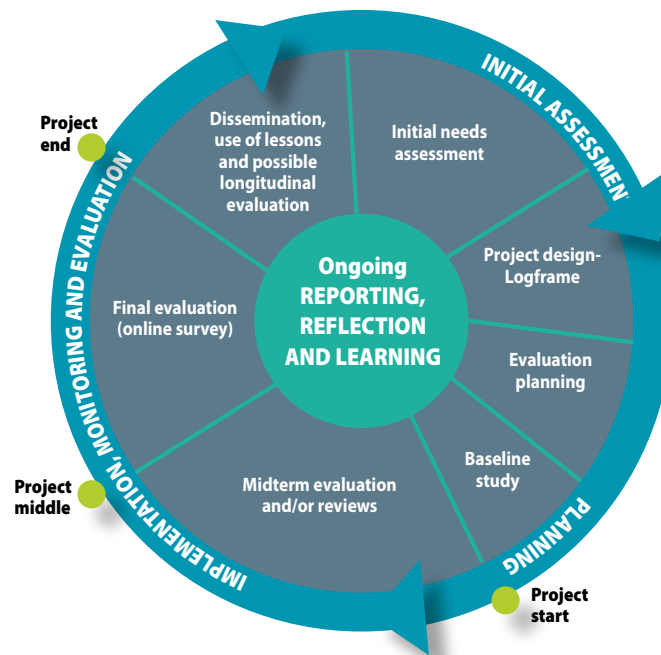 INITIAL ASSESSMENT
Initial needs
assessment
Project design-
Logframe
Evaluation
planning
Baseline
study
PLANNING
Project
start
Midterm evaluation
and/or reviews
IMPLEMENTATION, MONITORING AND EVALUATION
Project
middle
Final evaluation
(online survey)
Project
end
Dissemination,
use of lessons
and possible
longitudinal
evaluation
Ongoing
REPORTING,
REFLECTION
AND LEARNING